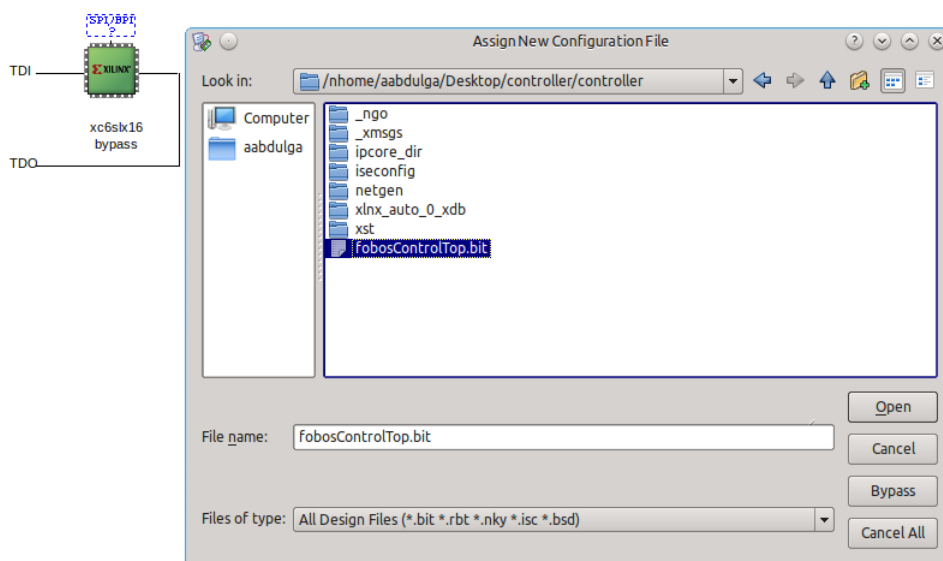 SPI/BPI
?
TDI
XILINX
xc6slx16
bypass
TDO
Assign New Configuration File
Look in:
/nhome/aabdulga/Desktop/controller/controller
Computer
aabdulga
_ngo
_xmsgs
ipcore_dir
iseconfig
netgen
xlnx_auto_0_xdb
xst
fobosControlTop.bit
File name:
fobosControlTop.bit
Files of type:
All Design Files (*.bit *.rbt *.nky *.isc *.bsd)
Open
Cancel
Bypass
Cancel All